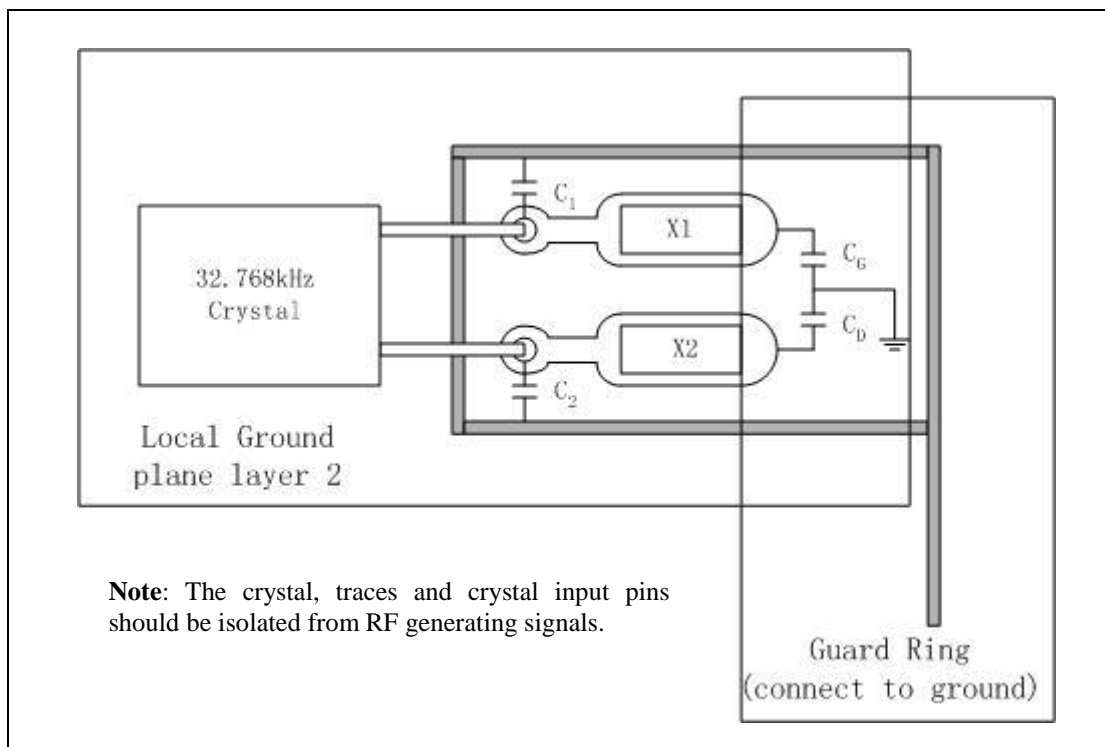 C1
X1
CG
32.768kHz
Crystal
CD
X2
C2
Local Ground
plane layer 2
Note: The crystal, traces and crystal input pins
should be isolated from RF generating signals.
Guard Ring
(connect to ground)